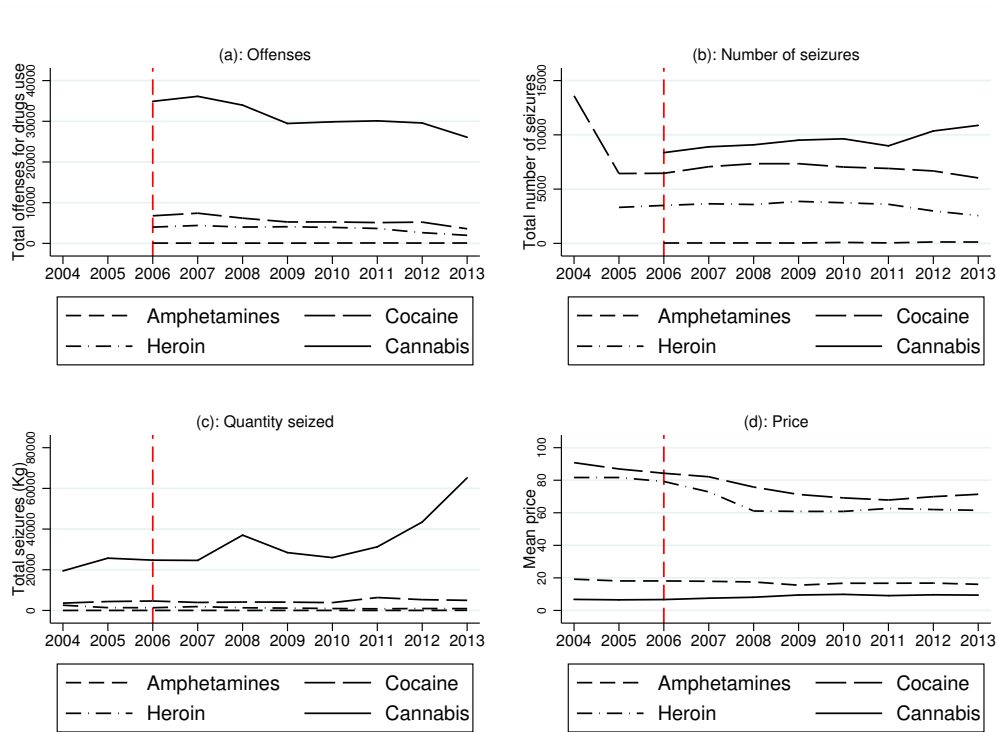 (a): Offenses
Total offenses for drugs use
0 10000 20000 30000 40000
2004 2005 2006 2007 2008 2009 2010 2011 2012 2013
Amphetamines Cocaine
Heroin Cannabis
(b): Number of seizures
Total number of seizures
0 5000 10000 15000
2004 2005 2006 2007 2008 2009 2010 2011 2012 2013
Amphetamines Cocaine
Heroin Cannabis
(c): Quantity seized
Total seizures (Kg)
0 20000 40000 60000 80000
2004 2005 2006 2007 2008 2009 2010 2011 2012 2013
Amphetamines Cocaine
Heroin Cannabis
(d): Price
Mean price
0 20 40 60 80 100
2004 2005 2006 2007 2008 2009 2010 2011 2012 2013
Amphetamines Cocaine
Heroin Cannabis